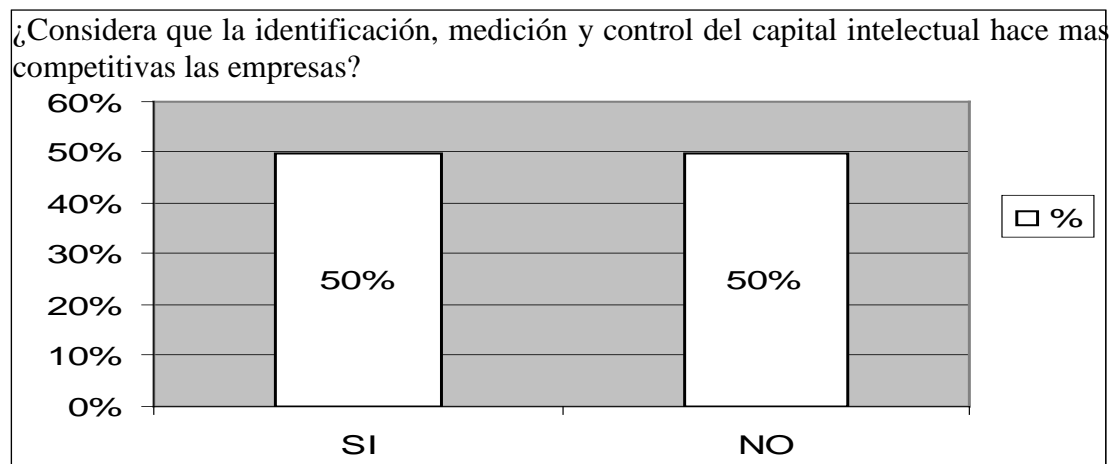 ¿Considera que la identificación, medición y control del capital intelectual hace mas
competitivas las empresas?
60%
50%
40%
30%
20%
10%
0%
50%
50%
SI
NO
%